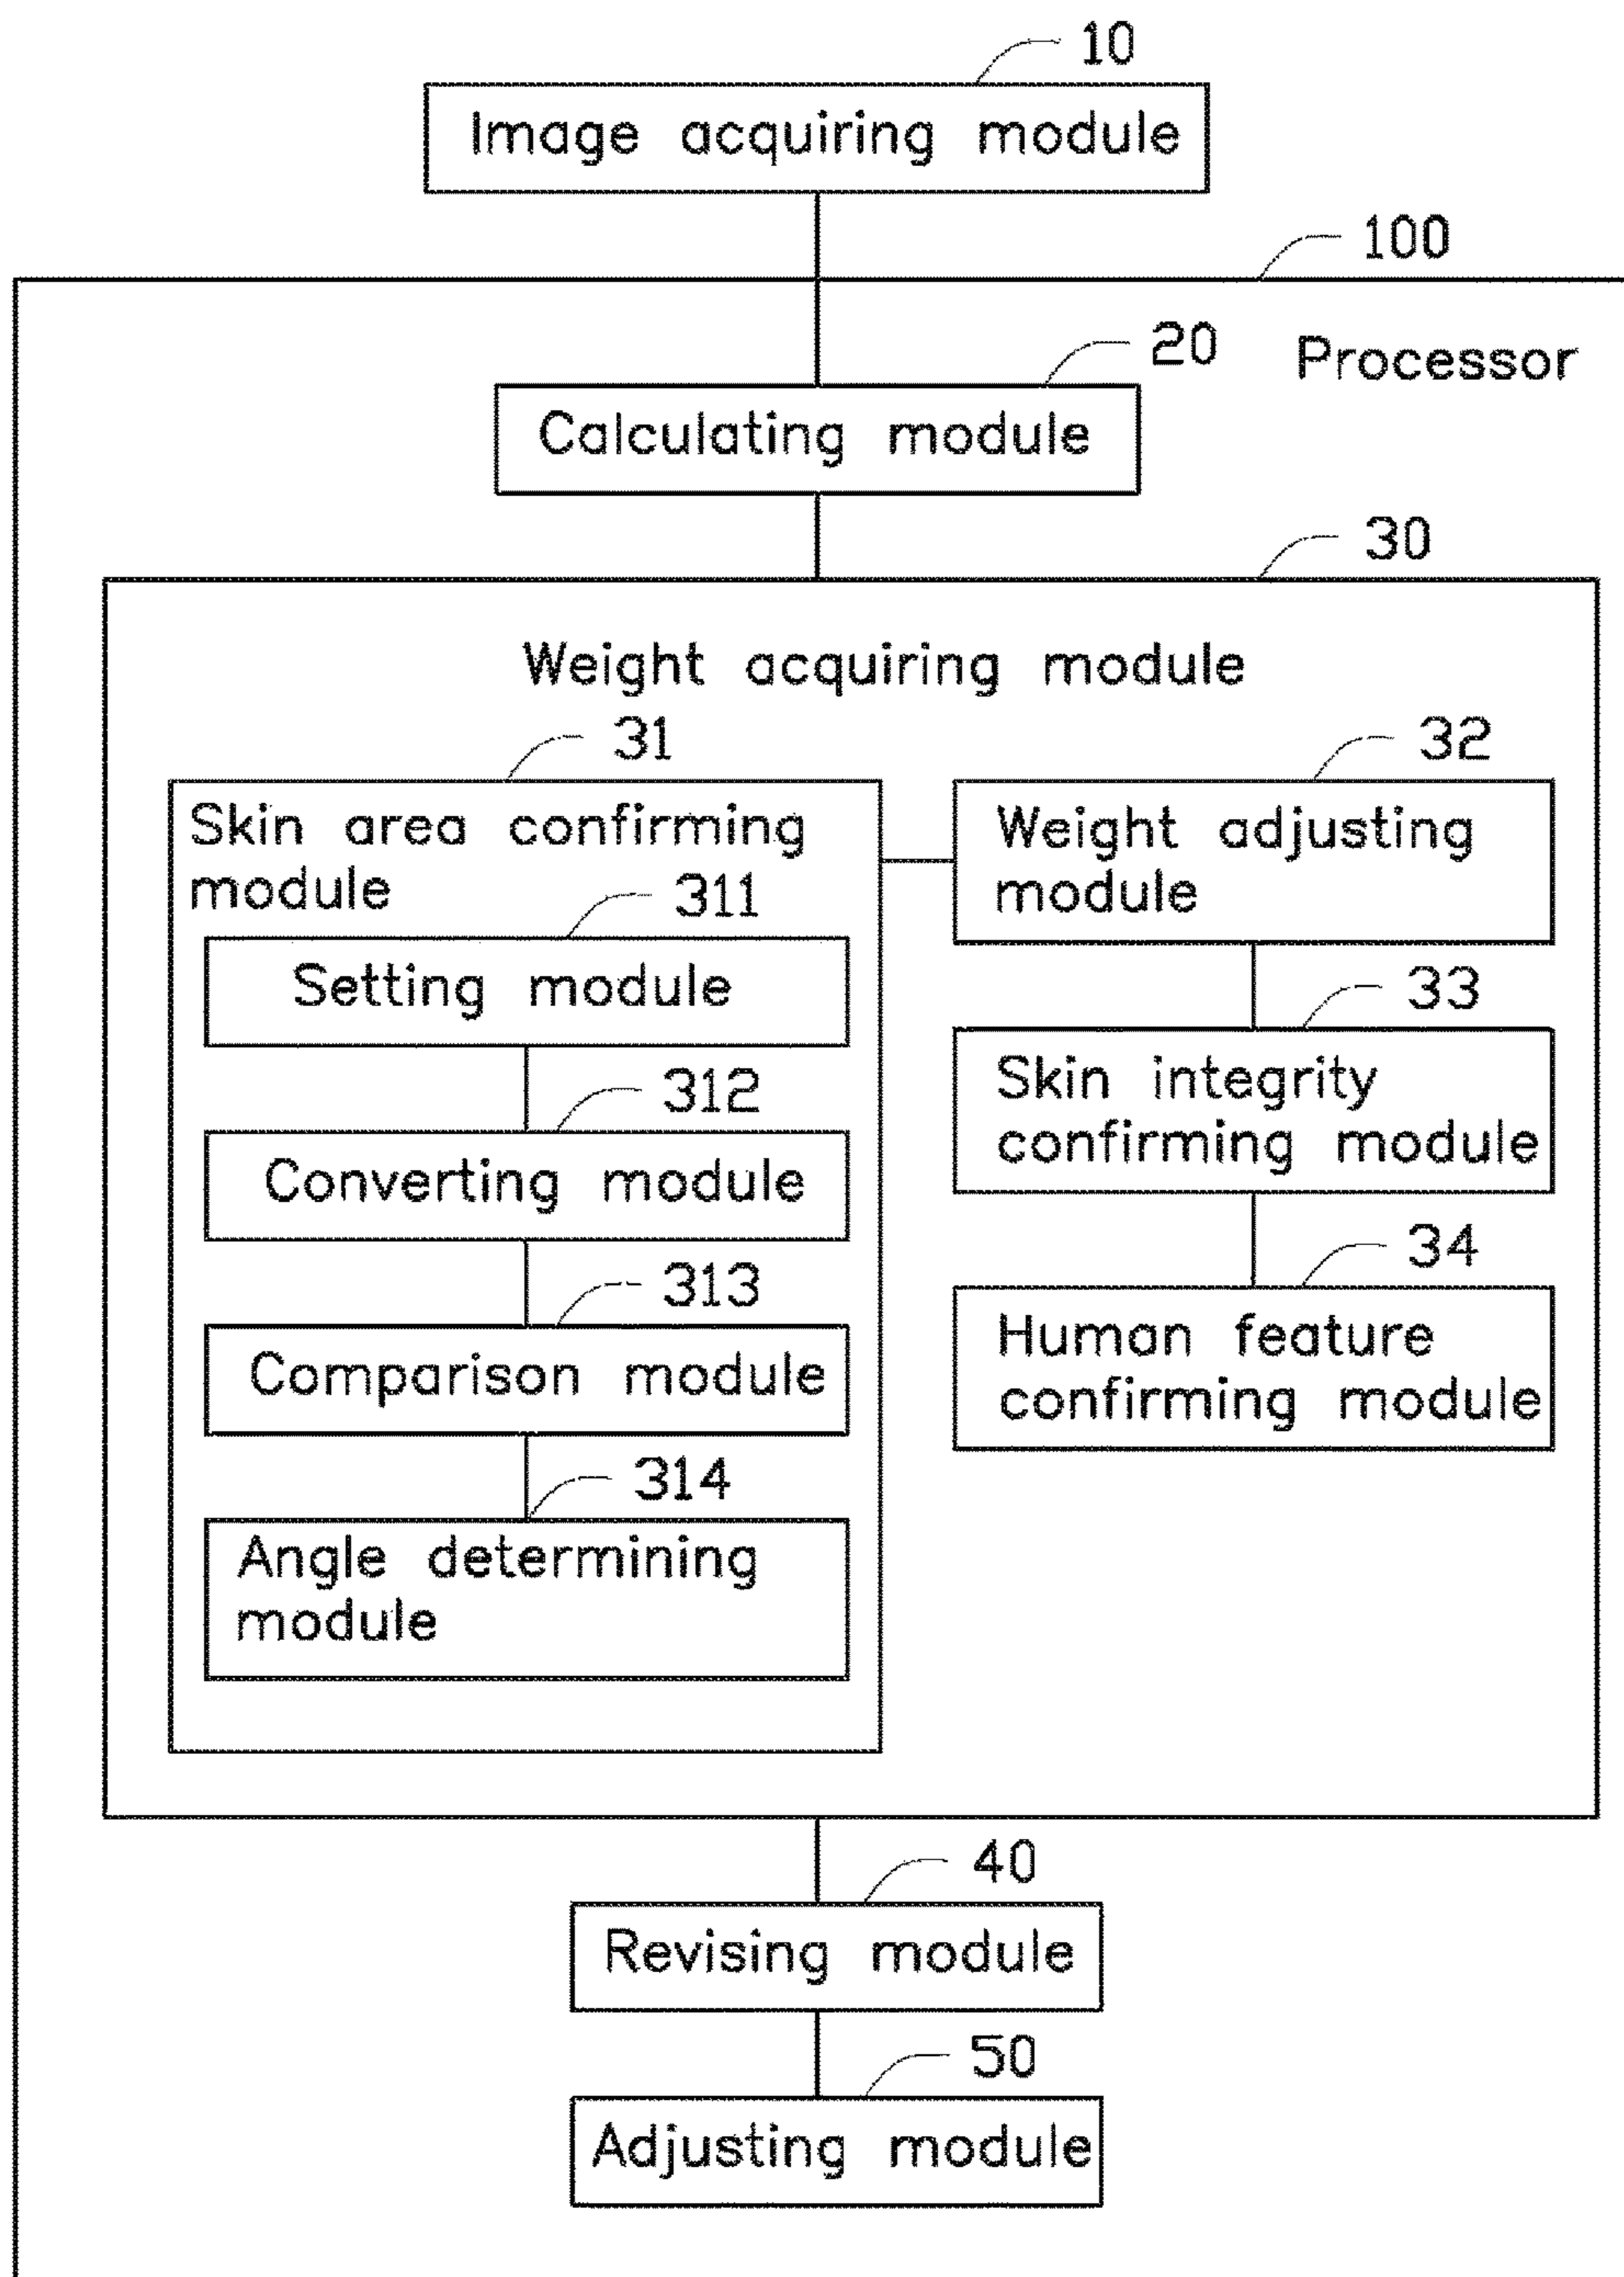 10
Image acquiring module
100
20
Processor
Calculating module
30
Weight acquiring module
31
32
Skin area confirming
module
Weight adjusting
module
311
Setting module
33
Skin integrity
confirming module
312
Converting module
34
Human feature
confirming module
313
Comparison module
314
Angle determining
module
40
Revising module
50
Adjusting module